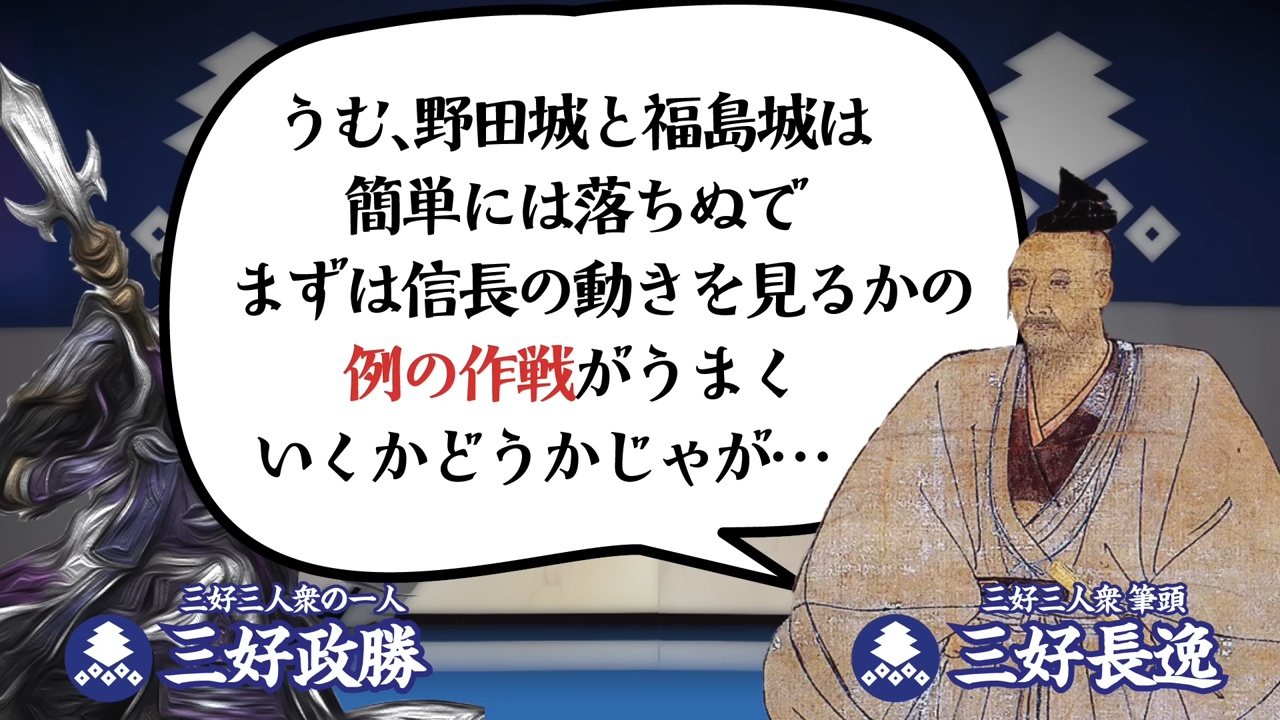 うむ、野田城と福島城は
簡単には落ちぬで
まずは信長の動きを見るかの
例の作戦がうまく
いくかどうかじゃが…
三好三人衆の一人
三好政勝
三好三人衆 筆頭
三好長逸